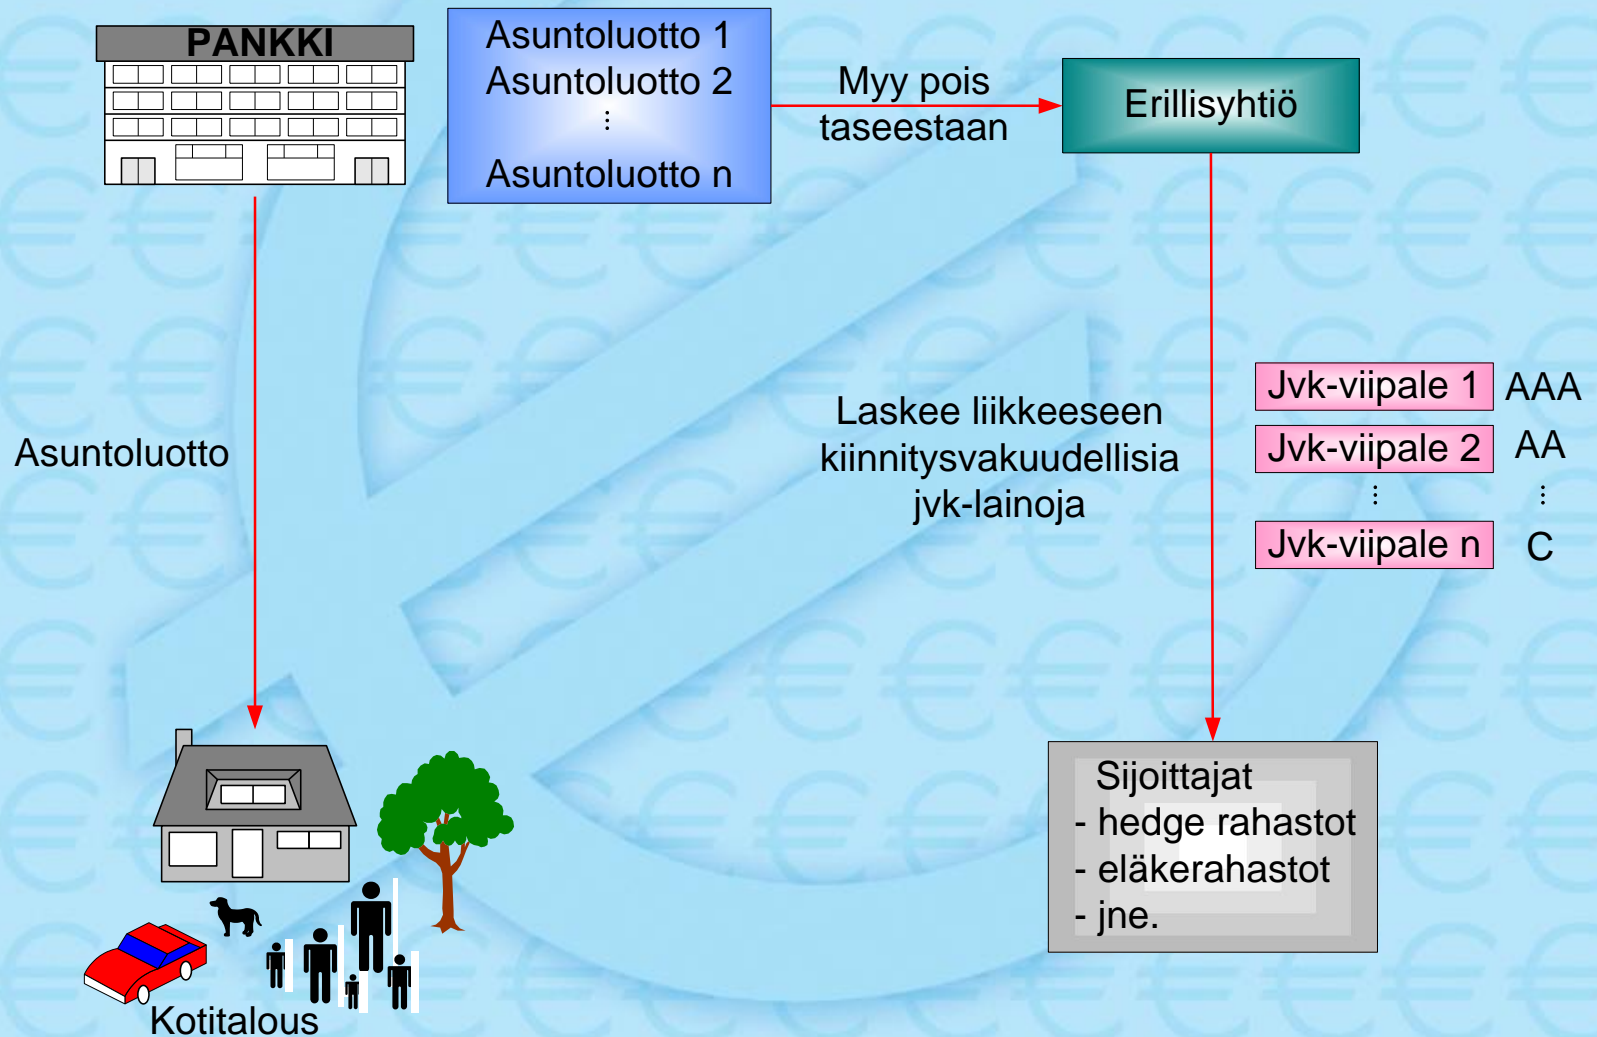 PANKKI
Asuntoluotto 1
Asuntoluotto 2
⋮
Asuntoluotto n
Myy pois
taseestaan
Erillisyhtiö
Asuntoluotto
Laskee liikkeeseen
kiinnitysvakuudellisia
jvk-lainoja
Jvk-viipale 1 AAA
Jvk-viipale 2 AA
⋮ ⋮
Jvk-viipale n C
Sijoittajat
- hedge rahastot
- eläkerahastot
- jne.
Kotitalous